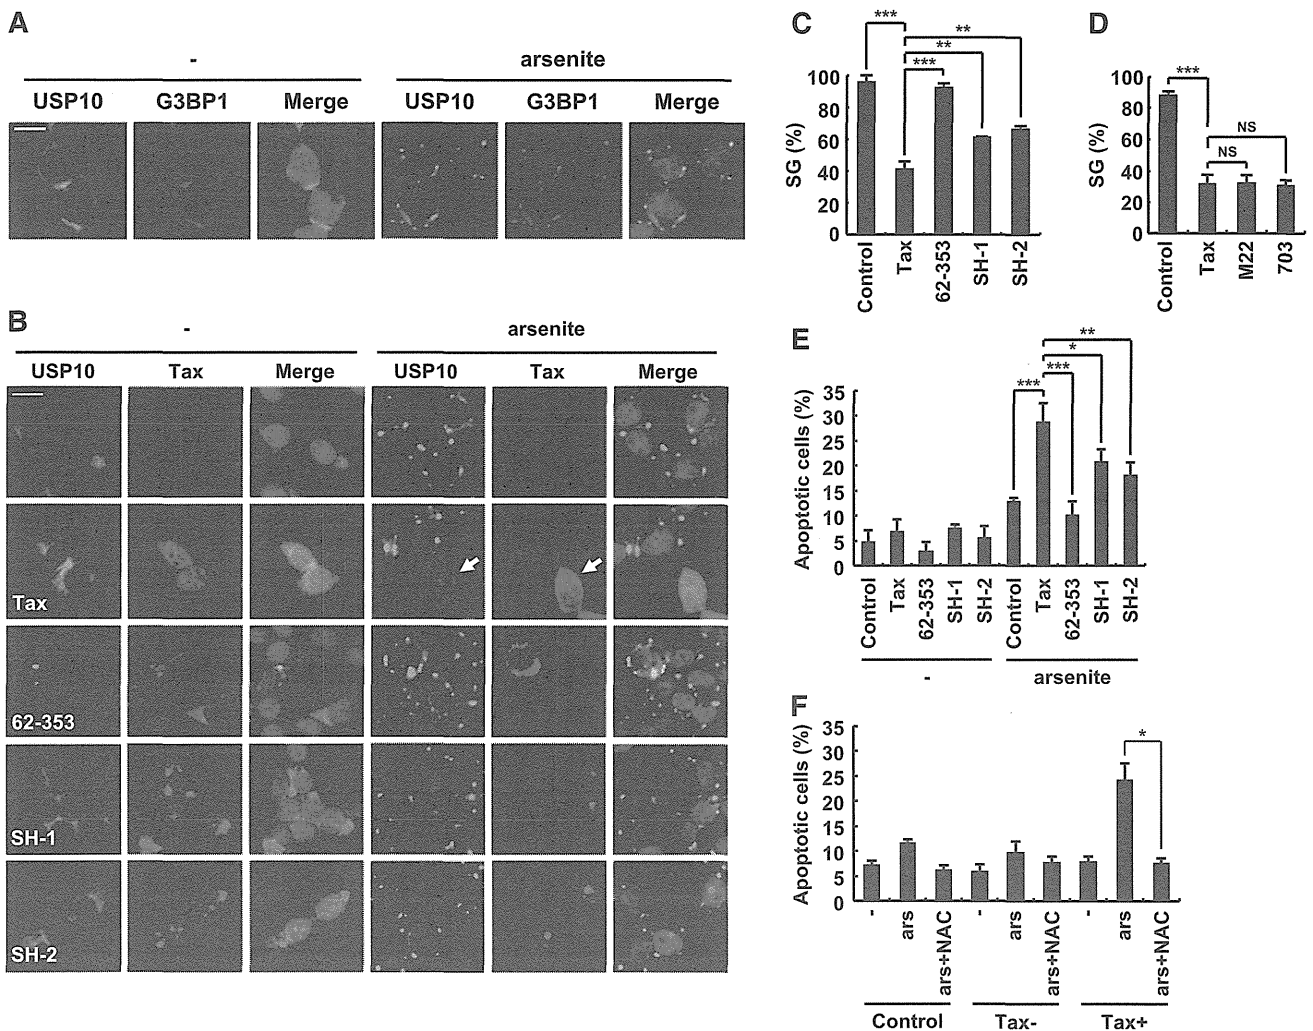 A
-
arsenite
USP10 G3BP1 Merge USP10 G3BP1 Merge
B
-
arsenite
USP10 Tax Merge USP10 Tax Merge
Tax
62-353
SH-1
SH-2
C
***
**
**
***
SG (%)
100
80
60
40
20
0
Control Tax 62-353 SH-1 SH-2
D
***
NS
NS
SG (%)
100
80
60
40
20
0
Control Tax M22 703
E
**
*
***
***
Apoptotic cells (%)
35
30
25
20
15
10
5
0
Control Tax 62-353 SH-1 SH-2 Control Tax 62-353 SH-1 SH-2
- arsenite
F
*
Apoptotic cells (%)
35
30
25
20
15
10
5
0
- ars ars+NAC - ars ars+NAC - ars ars+NAC
Control Tax- Tax+